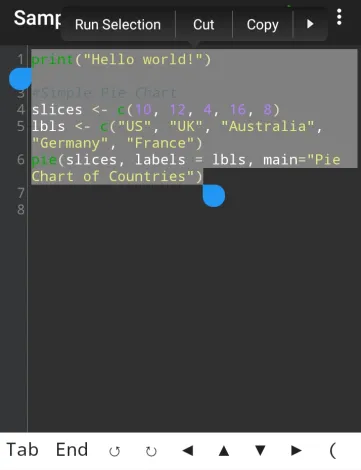 Samp
Run Selection Cut Copy
1 print("Hello world!")
3 #Simple Pie Chart
4 slices <- c(10, 12, 4, 16, 8)
5 lbls <- c("US", "UK", "Australia",
"Germany", "France")
6 pie(slices, labels = lbls, main="Pie
Chart of Countries")
7
8
Tab End ↺ ↻ ◀ ▲ ▼ ▶ (